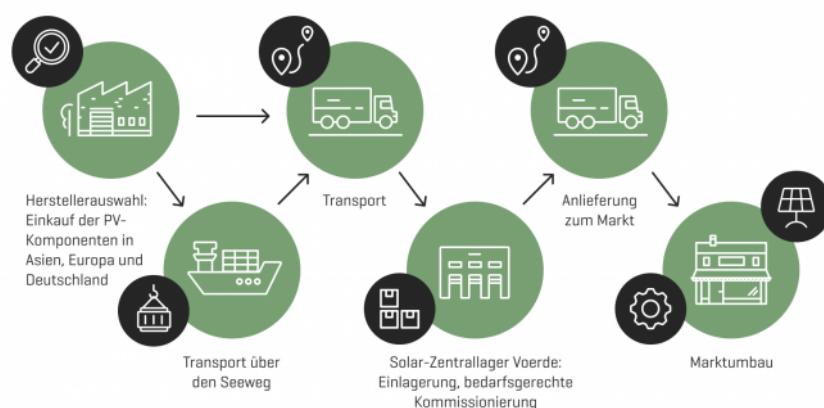 Herstellerauswahl:
Einkauf der PV-
Komponenten in
Asien, Europa und
Deutschland
Transport über
den Seeweg
Transport
Solar-Zentrallager Voerde:
Einlagerung, bedarfsgerechte
Kommissionierung
Anlieferung
zum Markt
Marktumbau